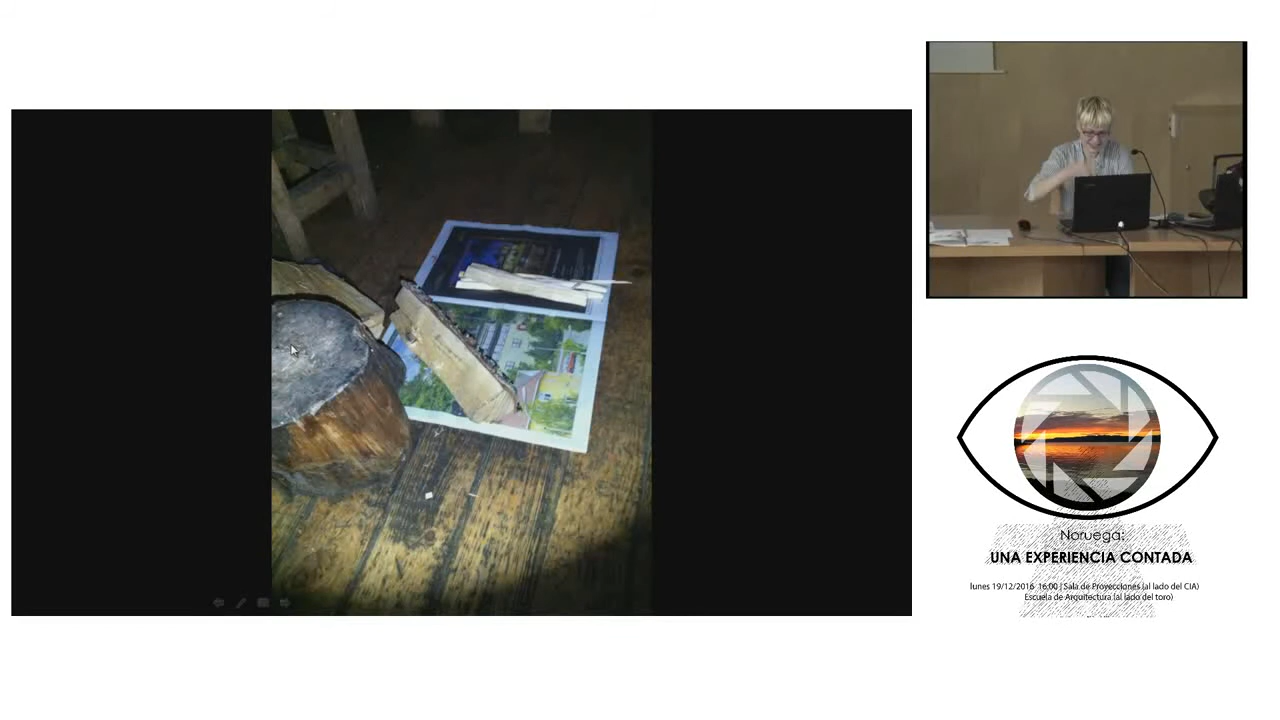 Noruega:
UNA EXPERIENCIA CONTADA
lunes 19/12/2016 16:00 | Sala de Proyecciones (al lado del CIA)
Escuela de Arquitectura (al lado del toro)